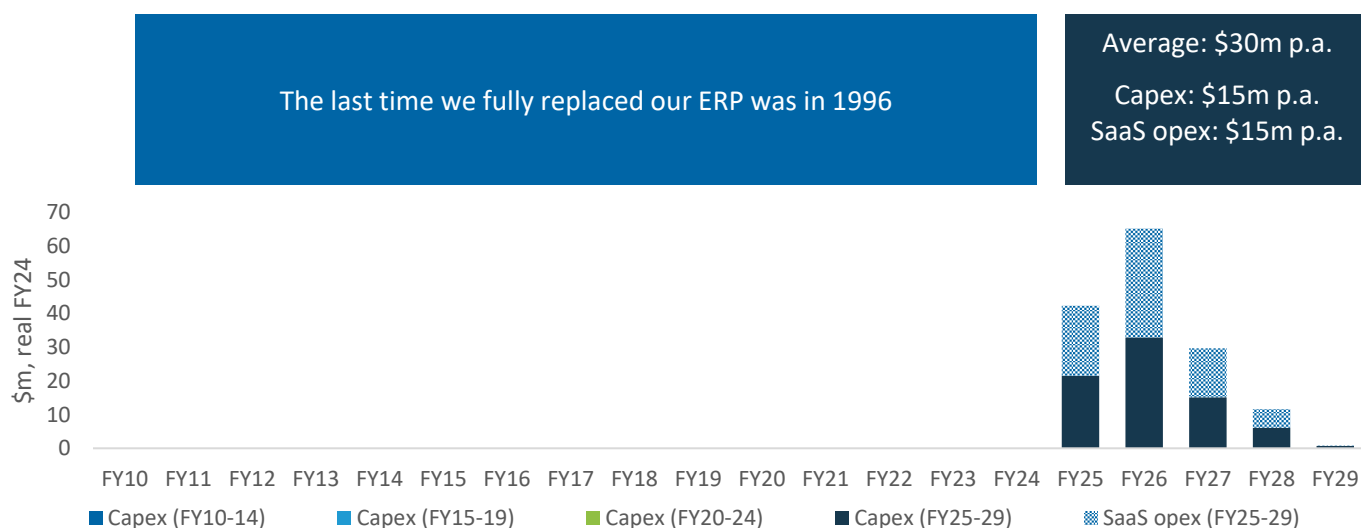 The last time we fully replaced our ERP was in 1996
Average: $30m p.a.
Capex: $15m p.a.
SaaS opex: $15m p.a.
$m, real FY24
70
60
50
40
30
20
10
0
FY10 FY11 FY12 FY13 FY14 FY15 FY16 FY17 FY18 FY19 FY20 FY21 FY22 FY23 FY24 FY25 FY26 FY27 FY28 FY29
Capex (FY10-14) Capex (FY15-19) Capex (FY20-24) Capex (FY25-29) SaaS opex (FY25-29)